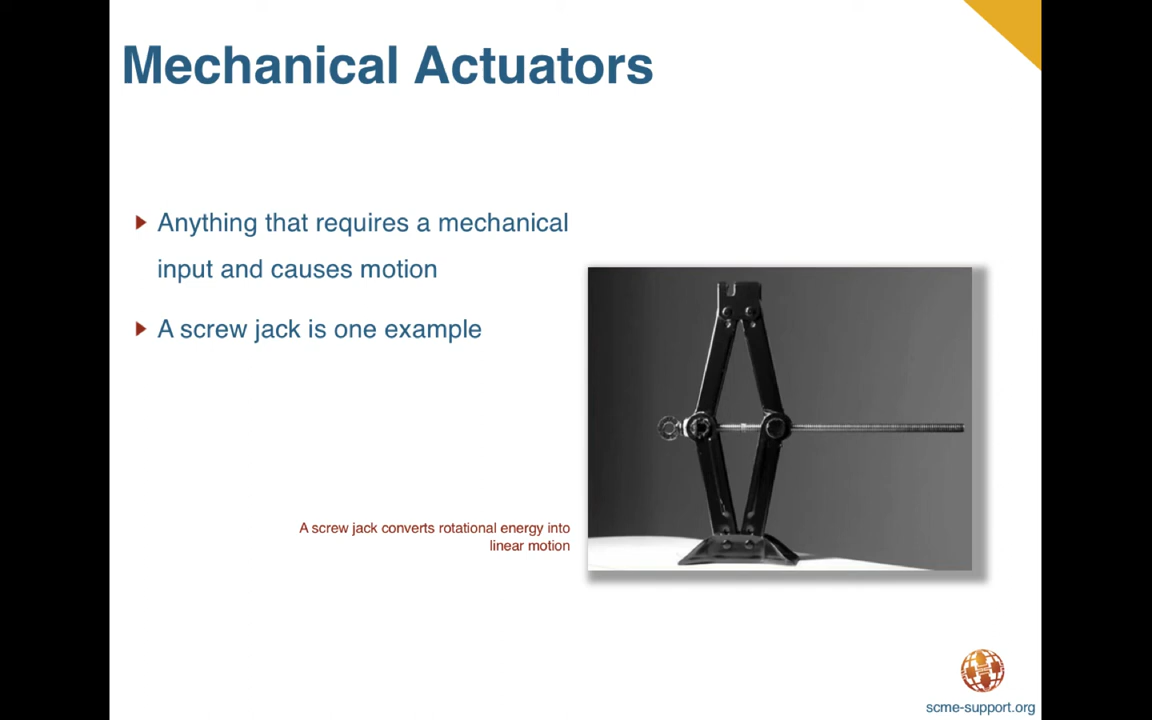 Mechanical Actuators
Anything that requires a mechanical
input and causes motion
A screw jack is one example
A screw jack converts rotational energy into
linear motion
scme-support.org